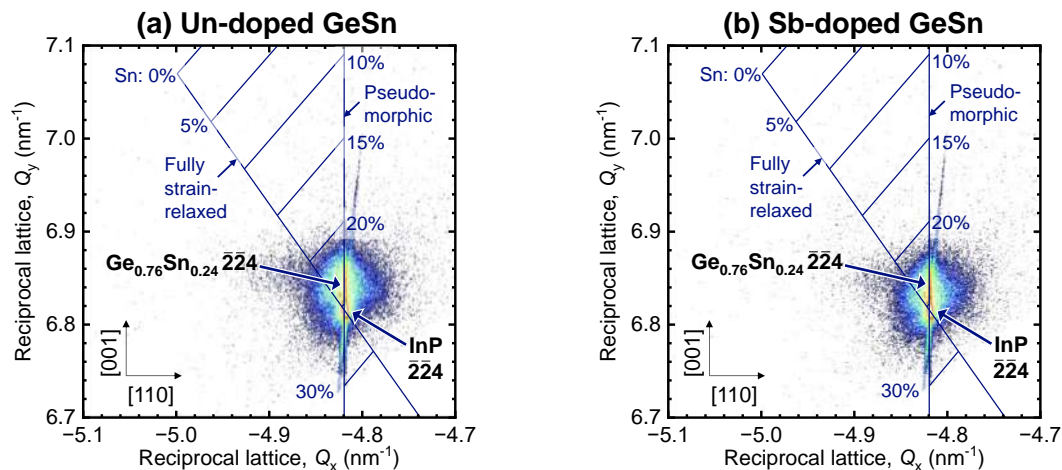 (a) Un-doped GeSn
7.1
7.0
6.9
6.8
6.7
Reciprocal lattice, Qy (nm⁻¹)
Sn: 0%
5%
10%
15%
20%
30%
Pseudo-
morphic
Fully
strain-
relaxed
Ge0.76Sn0.24 2̅2̅4
InP
2̅2̅4
[001]
[110]
−5.1 −5.0 −4.9 −4.8 −4.7
Reciprocal lattice, Qx (nm⁻¹)
(b) Sb-doped GeSn
7.1
7.0
6.9
6.8
6.7
Reciprocal lattice, Qy (nm⁻¹)
Sn: 0%
5%
10%
15%
20%
30%
Pseudo-
morphic
Fully
strain-
relaxed
Ge0.76Sn0.24 2̅2̅4
InP
2̅2̅4
[001]
[110]
−5.1 −5.0 −4.9 −4.8 −4.7
Reciprocal lattice, Qx (nm⁻¹)